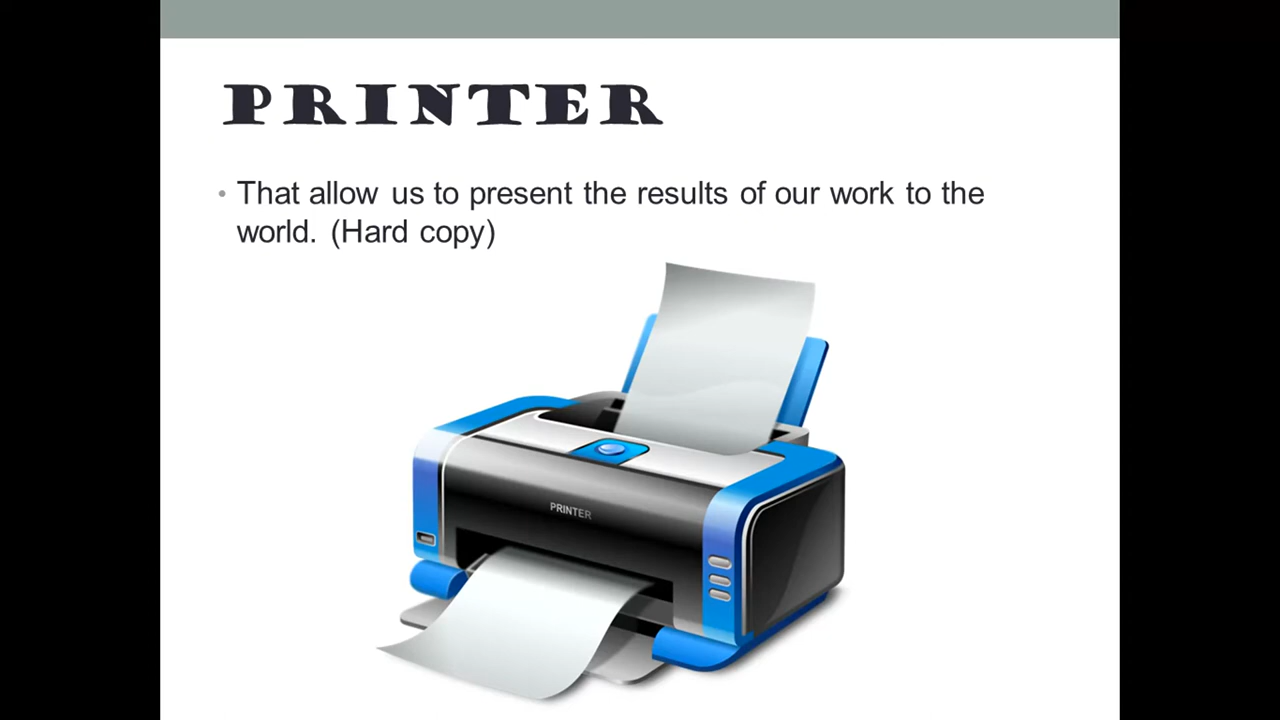 PRINTER
• That allow us to present the results of our work to the
world. (Hard copy)
PRINTER